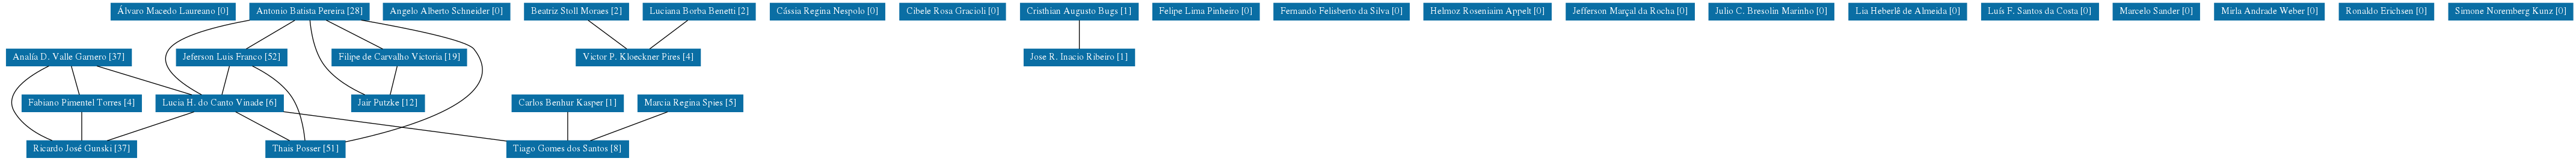 Álvaro Macedo Laureano [0]
Antonio Batista Pereira [28]
Angelo Alberto Schneider [0]
Beatriz Stoll Moraes [2]
Luciana Borba Benetti [2]
Cássia Regina Nespolo [0]
Cibele Rosa Gracioli [0]
Cristhian Augusto Bugs [1]
Felipe Lima Pinheiro [0]
Fernando Felisberto da Silva [0]
Helmoz Roseniaim Appelt [0]
Jefferson Marçal da Rocha [0]
Julio C. Bresolin Marinho [0]
Lia Heberlê de Almeida [0]
Luís F. Santos da Costa [0]
Marcelo Sander [0]
Mirla Andrade Weber [0]
Ronaldo Erichsen [0]
Simone Noremberg Kunz [0]
Analía D. Valle Garnero [37]
Jeferson Luis Franco [52]
Filipe de Carvalho Victoria [19]
Victor P. Kloeckner Pires [4]
Jose R. Inacio Ribeiro [1]
Fabiano Pimentel Torres [4]
Lucia H. do Canto Vinade [6]
Jair Putzke [12]
Carlos Benhur Kasper [1]
Marcia Regina Spies [5]
Ricardo José Gunski [37]
Thais Posser [51]
Tiago Gomes dos Santos [8]